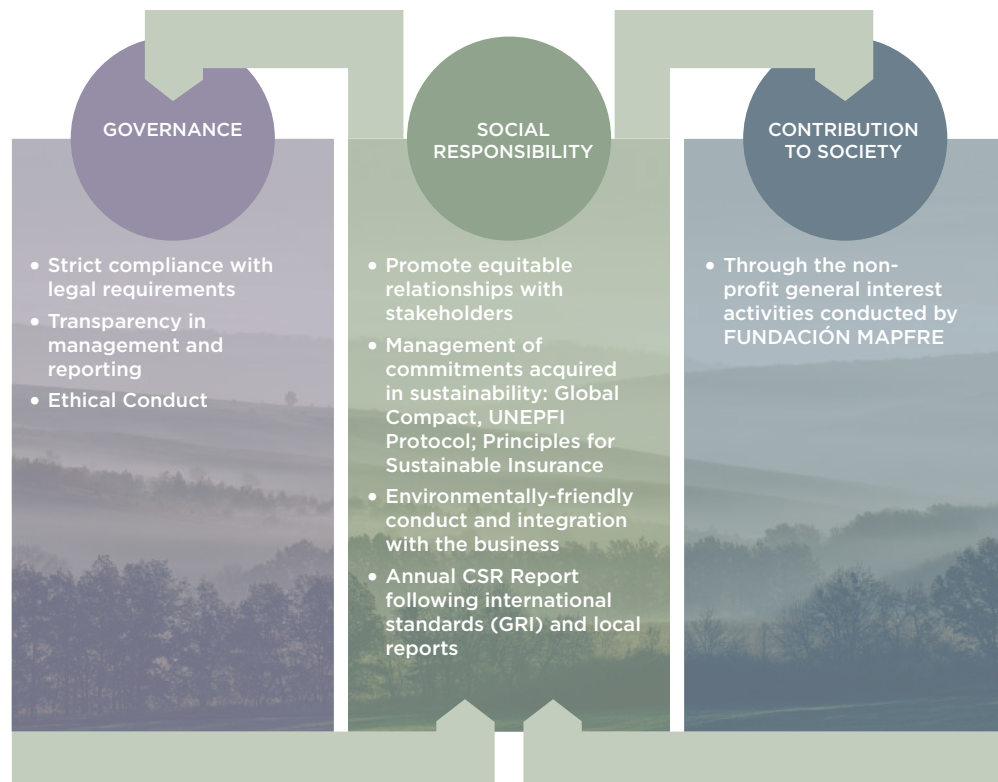 GOVERNANCE
• Strict compliance with
legal requirements
• Transparency in
management and
reporting
• Ethical Conduct
SOCIAL
RESPONSIBILITY
• Promote equitable
relationships with
stakeholders
• Management of
commitments acquired
in sustainability: Global
Compact, UNEPFI
Protocol; Principles for
Sustainable Insurance
• Environmentally-friendly
conduct and integration
with the business
• Annual CSR Report
following international
standards (GRI) and local
reports
CONTRIBUTION
TO SOCIETY
• Through the non-
profit general interest
activities conducted by
FUNDACIÓN MAPFRE